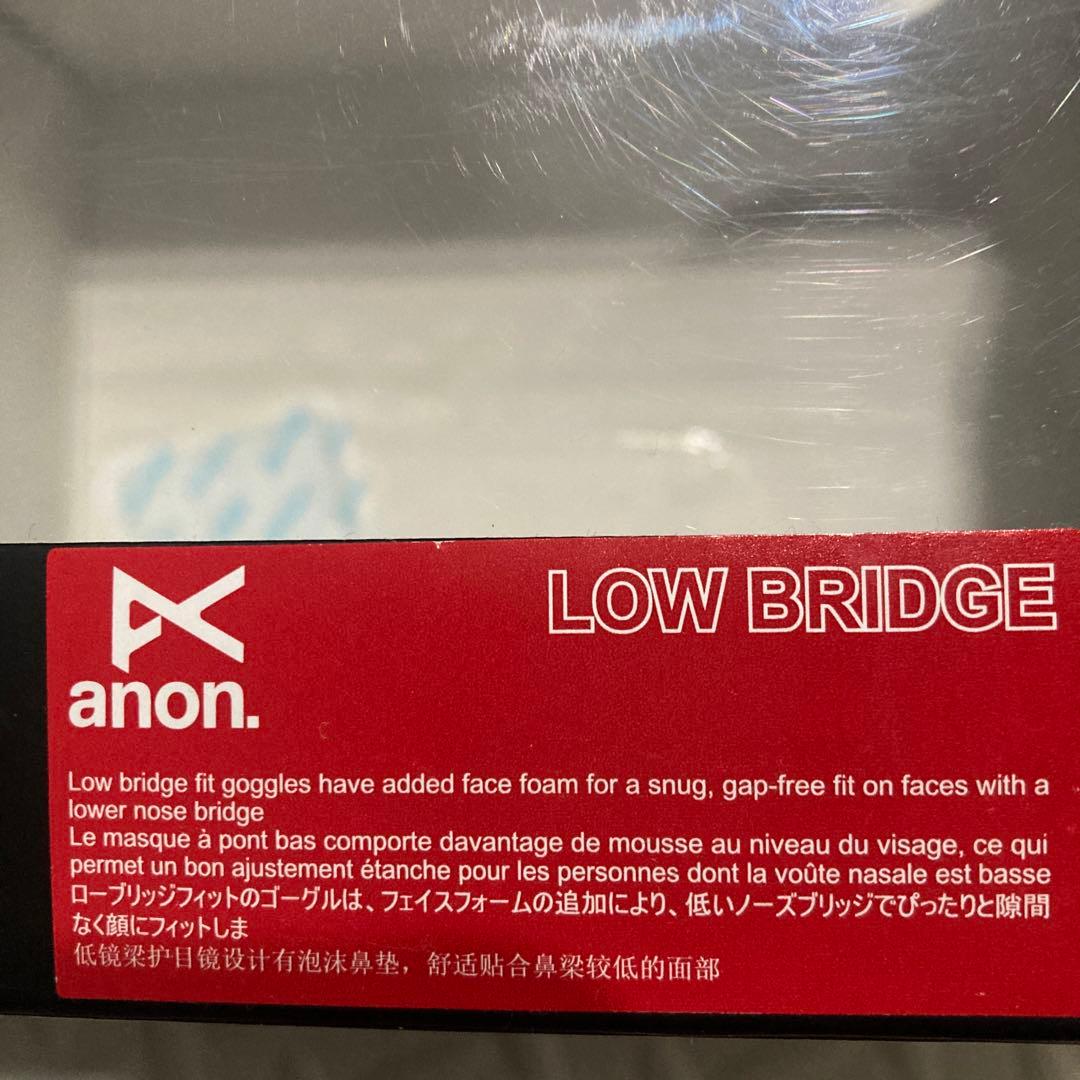 LOW BRIDGE
anon.
Low bridge fit goggles have added face foam for a snug, gap-free fit on faces with a
lower nose bridge
Le masque à pont bas comporte davantage de mousse au niveau du visage, ce qui
permet un bon ajustement étanche pour les personnes dont la voûte nasale est basse
ローブリッジフィットのゴーグルは、フェイスフォームの追加により、低いノーズブリッジでぴったりと隙間
なく顔にフィットしま
低镜梁护目镜设计有泡沫鼻垫，舒适贴合鼻梁较低的面部